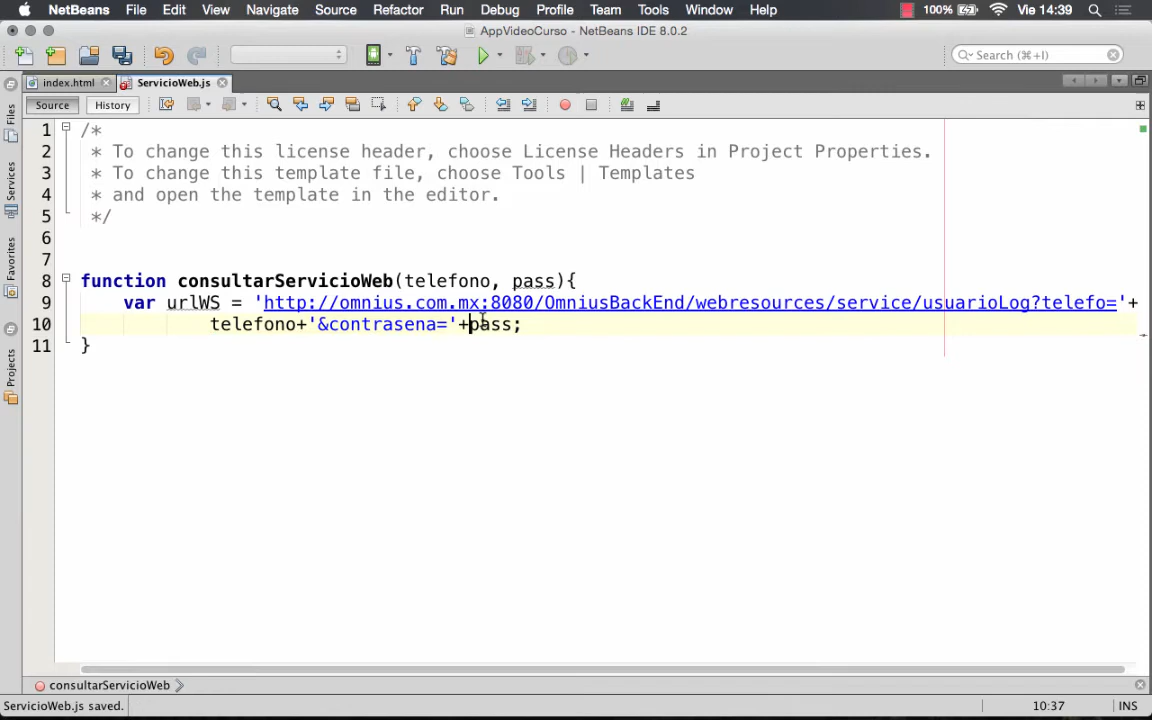 NetBeans File Edit View Navigate Source Refactor Run Debug Profile Team Tools Window Help 100% Vie 14:39
AppVideoCurso - NetBeans IDE 8.0.2
Search (⌘+I)
index.html ServicioWeb.js
Source History
Files
Services
Favorites
Projects
1 /*
2 * To change this license header, choose License Headers in Project Properties.
3 * To change this template file, choose Tools | Templates
4 * and open the template in the editor.
5 */
6
7
8 function consultarServicioWeb(telefono, pass){
9 var urlWS = 'http://omnius.com.mx:8080/OmniusBackEnd/webresources/service/usuarioLog?telefo='+
10 telefono+'&contrasena='+pass;
11 }
consultarServicioWeb
ServicioWeb.js saved. 10:37 INS